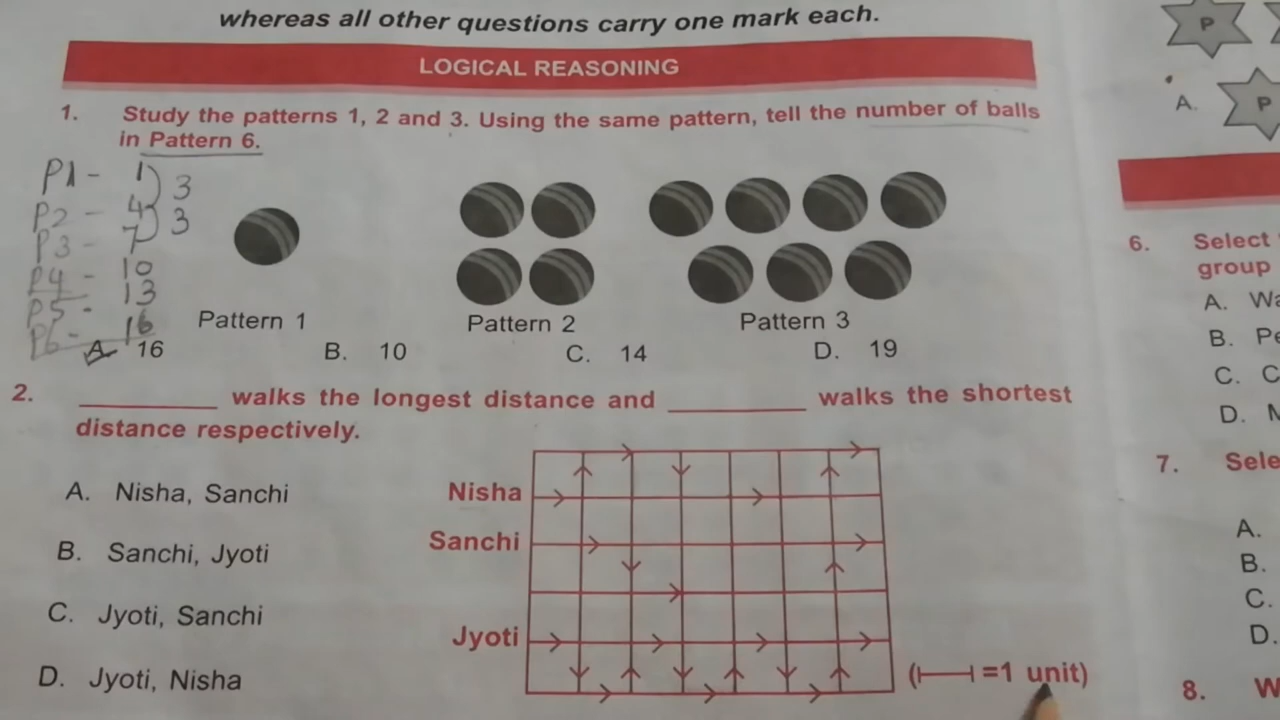 whereas all other questions carry one mark each.
LOGICAL REASONING
1. Study the patterns 1, 2 and 3. Using the same pattern, tell the number of balls
in Pattern 6.
P1 - 1
3
P2 - 4
3
P3 - 7
P4 - 10
P5 - 13
P6 - 16
Pattern 1 Pattern 2 Pattern 3
A. 16 B. 10 C. 14 D. 19
2. walks the longest distance and walks the shortest
distance respectively.
A. Nisha, Sanchi
B. Sanchi, Jyoti
C. Jyoti, Sanchi
D. Jyoti, Nisha
Nisha
Sanchi
Jyoti
(=1 unit)
P
A. P
6. Select
group
A.
B.
C.
D.
7.
A.
B.
C.
D.
8.